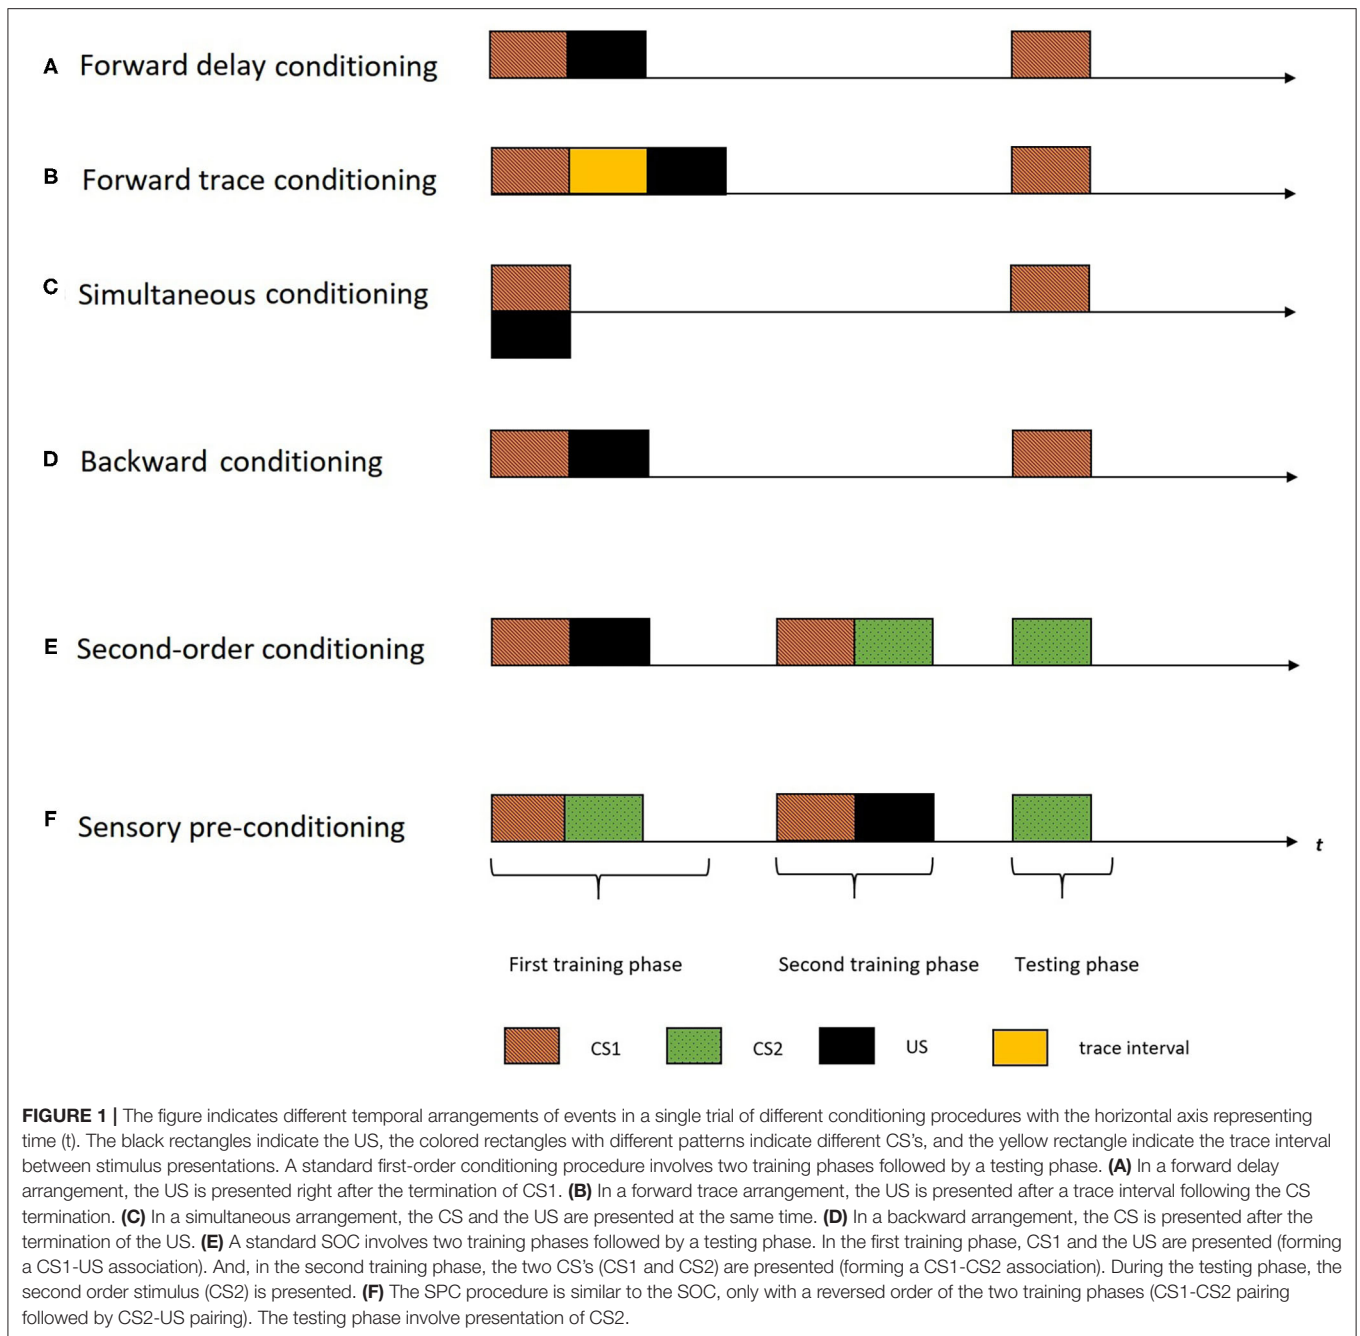 A Forward delay conditioning
B Forward trace conditioning
C Simultaneous conditioning
D Backward conditioning
E Second-order conditioning
F Sensory pre-conditioning
t
First training phase Second training phase Testing phase
CS1 CS2 US trace interval
FIGURE 1 | The figure indicates different temporal arrangements of events in a single trial of different conditioning procedures with the horizontal axis representing
time (t). The black rectangles indicate the US, the colored rectangles with different patterns indicate different CS's, and the yellow rectangle indicate the trace interval
between stimulus presentations. A standard first-order conditioning procedure involves two training phases followed by a testing phase. (A) In a forward delay
arrangement, the US is presented right after the termination of CS1. (B) In a forward trace arrangement, the US is presented after a trace interval following the CS
termination. (C) In a simultaneous arrangement, the CS and the US are presented at the same time. (D) In a backward arrangement, the CS is presented after the
termination of the US. (E) A standard SOC involves two training phases followed by a testing phase. In the first training phase, CS1 and the US are presented (forming
a CS1-US association). And, in the second training phase, the two CS's (CS1 and CS2) are presented (forming a CS1-CS2 association). During the testing phase, the
second order stimulus (CS2) is presented. (F) The SPC procedure is similar to the SOC, only with a reversed order of the two training phases (CS1-CS2 pairing
followed by CS2-US pairing). The testing phase involve presentation of CS2.